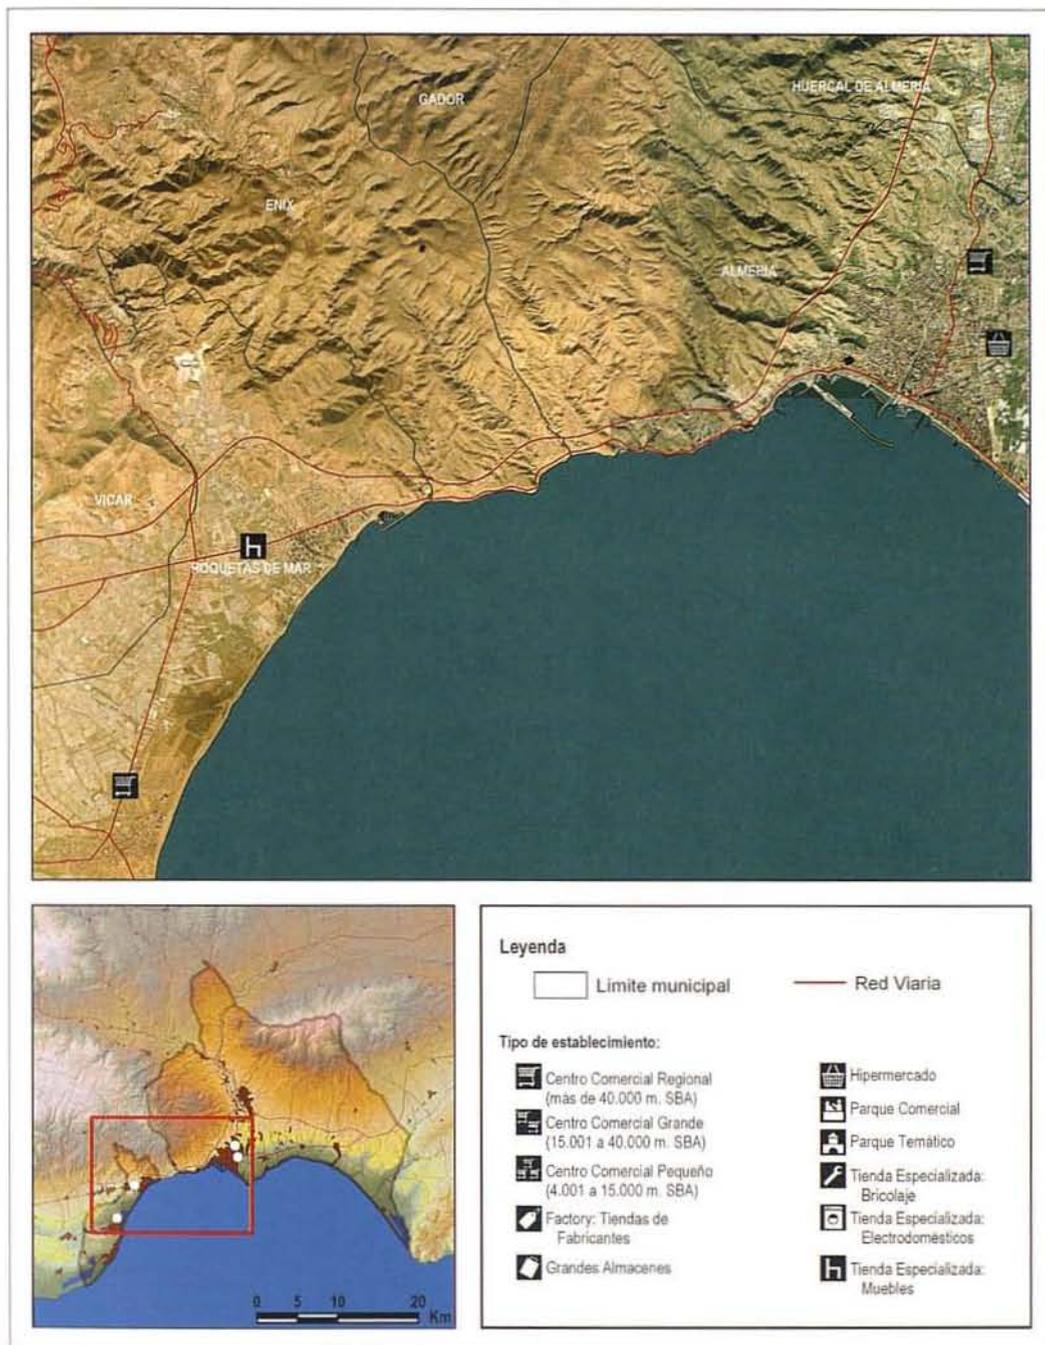 GADOR
HUERCAL DE ALMERIA
ENIX
ALMERIA
VICAR
ROQUETAS DE MAR
0 5 10 20
Km
Leyenda
Limite municipal
Red Viaria
Tipo de establecimiento:
Centro Comercial Regional
(más de 40.000 m. SBA)
Centro Comercial Grande
(15.001 a 40.000 m. SBA)
Centro Comercial Pequeño
(4.001 a 15.000 m. SBA)
Factory: Tiendas de
Fabricantes
Grandes Almacenes
Hipermercado
Parque Comercial
Parque Temático
Tienda Especializada:
Bricolaje
Tienda Especializada:
Electrodomésticos
Tienda Especializada:
Muebles